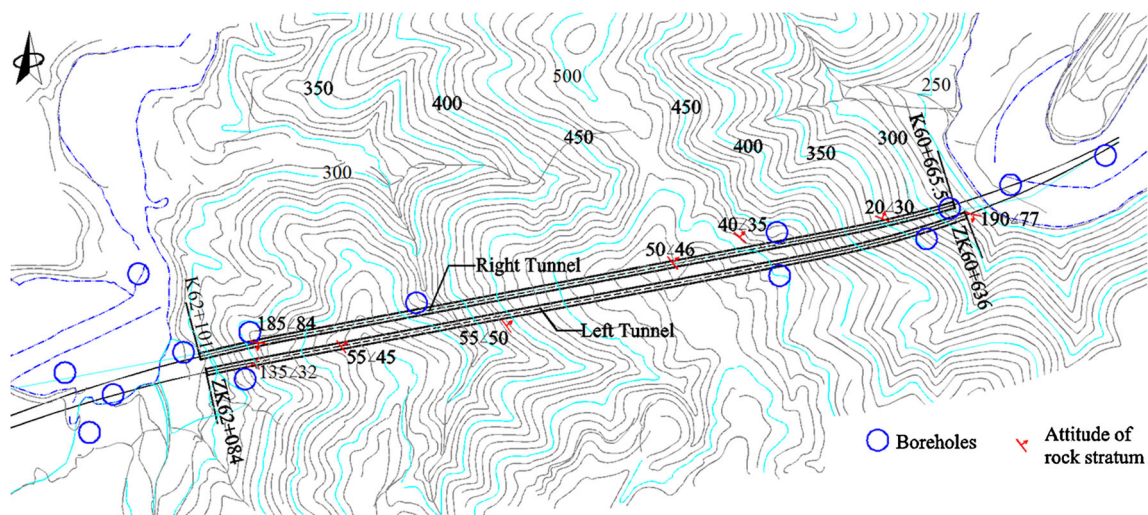 500
250
350
400
450
450
300
400
350
300
K60+665.5
20∠30
190∠77
40∠35
ZK60+636
50∠46
Right Tunnel
K62+101
185∠84
Left Tunnel
55∠50
55∠45
135∠32
ZK62+084
Boreholes
Attitude of
rock stratum